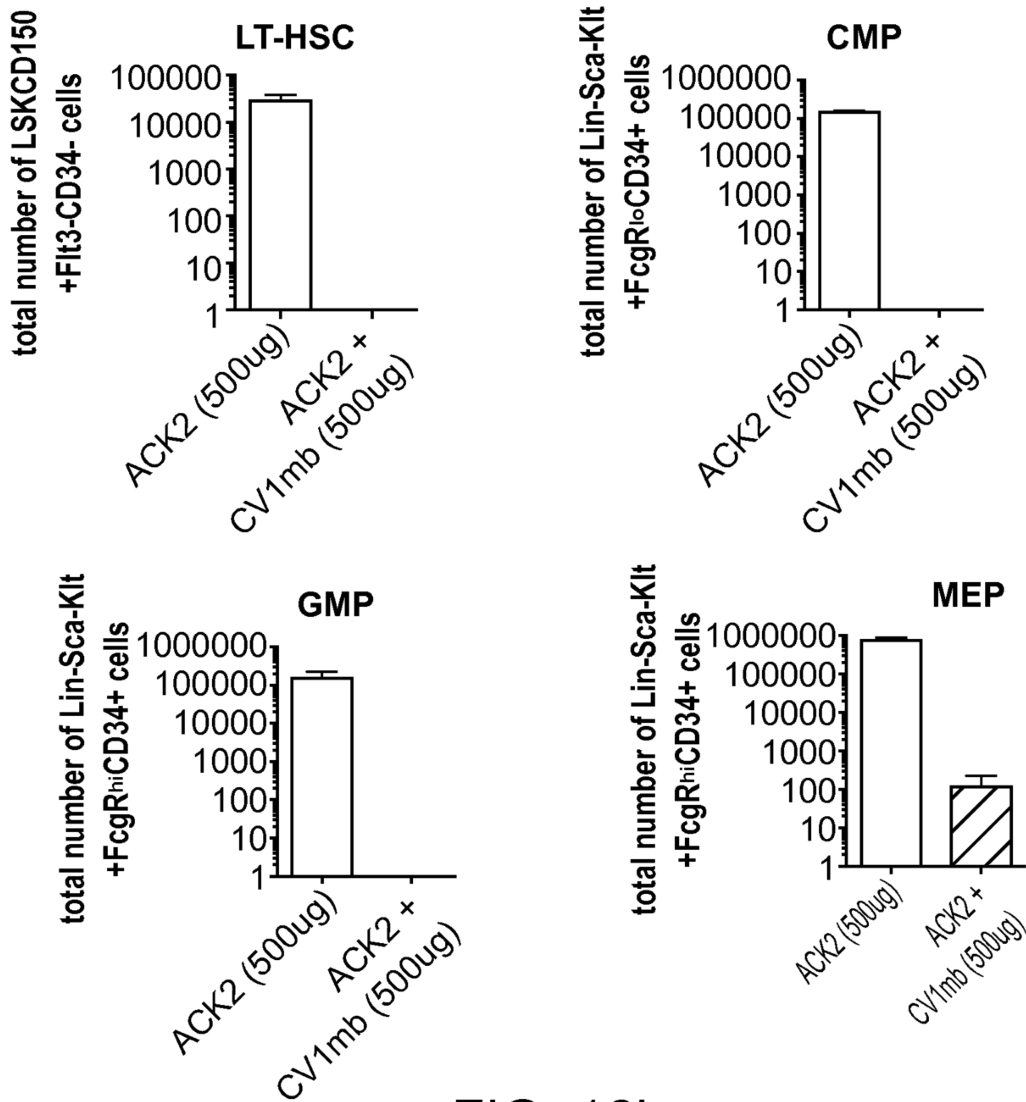 LT-HSC
total number of LSKCD150
+Flt3-CD34- cells
100000
10000
1000
100
10
1
ACK2 (500ug)
ACK2 +
CV1mb (500ug)
CMP
total number of Lin-Sca-KIt
+FcgRloCD34+ cells
1000000
100000
10000
1000
100
10
1
ACK2 (500ug)
ACK2 +
CV1mb (500ug)
GMP
total number of Lin-Sca-KIt
+FcgRhiCD34+ cells
1000000
100000
10000
1000
100
10
1
ACK2 (500ug)
ACK2 +
CV1mb (500ug)
MEP
total number of Lin-Sca-KIt
+FcgRhiCD34+ cells
1000000
100000
10000
1000
100
10
1
ACK2 (500ug)
ACK2 +
CV1mb (500ug)